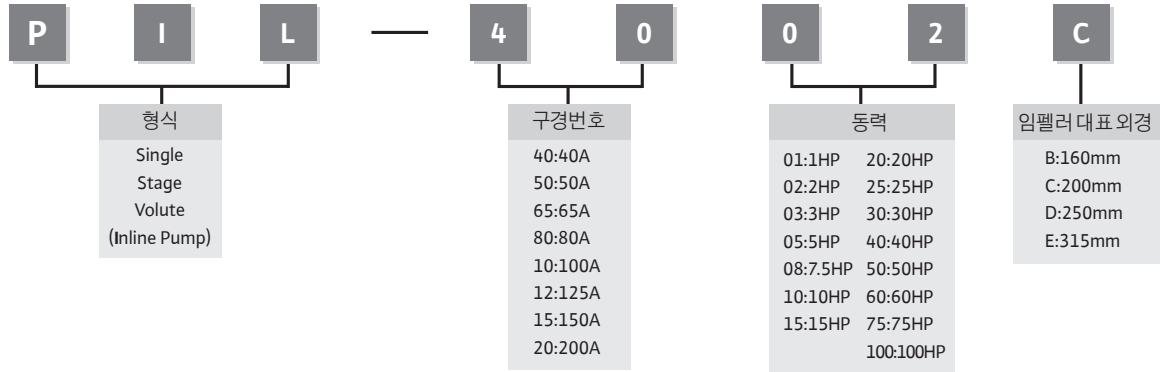 P I L — 4 0 0 2 C
형식
Single
Stage
Volute
(Inline Pump)
구경번호
40:40A
50:50A
65:65A
80:80A
10:100A
12:125A
15:150A
20:200A
동력
01:1HP 20:20HP
02:2HP 25:25HP
03:3HP 30:30HP
05:5HP 40:40HP
08:7.5HP 50:50HP
10:10HP 60:60HP
15:15HP 75:75HP
100:100HP
임펠러 대표 외경
B:160mm
C:200mm
D:250mm
E:315mm